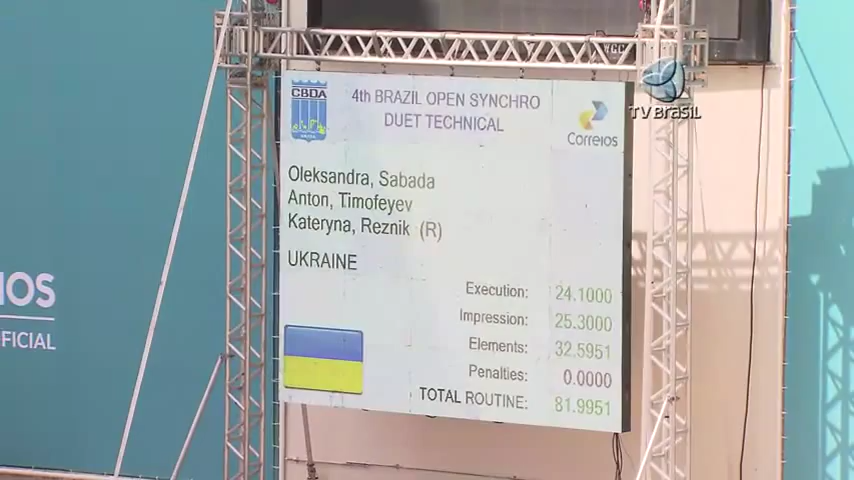 TV BRASIL
CBDA
4th BRAZIL OPEN SYNCHRO
DUET TECHNICAL
Correios
Oleksandra, Sabada
Anton, Timofeyev
Kateryna, Reznik (R)
UKRAINE
Execution: 24.1000
Impression: 25.3000
Elements: 32.5951
Penalties: 0.0000
TOTAL ROUTINE: 81.9951
IOS
FICIAL